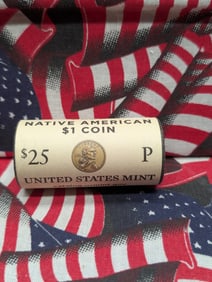 NATIVE AMERICAN
$1 COIN
$25 P
UNITED STATES MINT